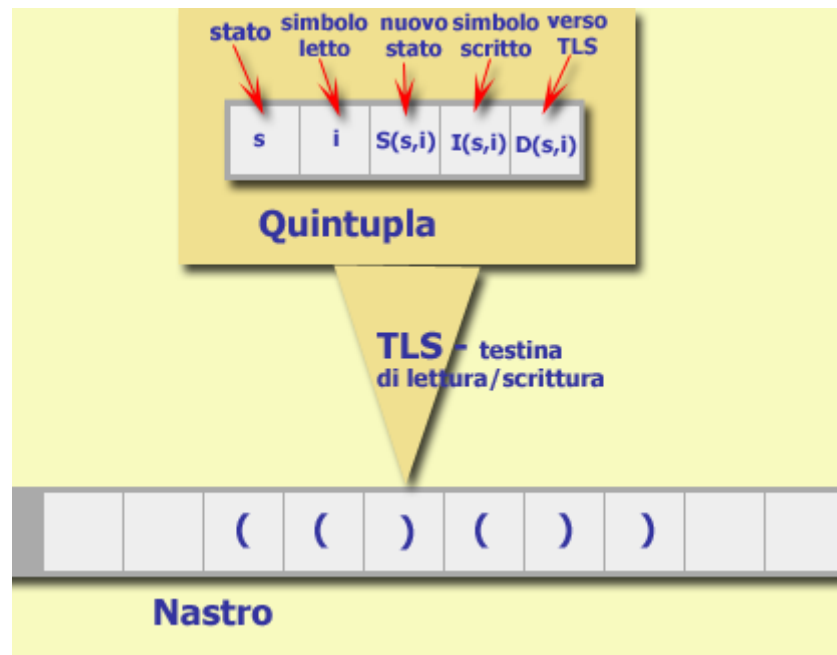 stato simbolo letto nuovo stato simbolo scritto verso TLS
s i S(s,i) I(s,i) D(s,i)
Quintupla
TLS - testina
di lettura/scrittura
( ( ) ( ) )
Nastro